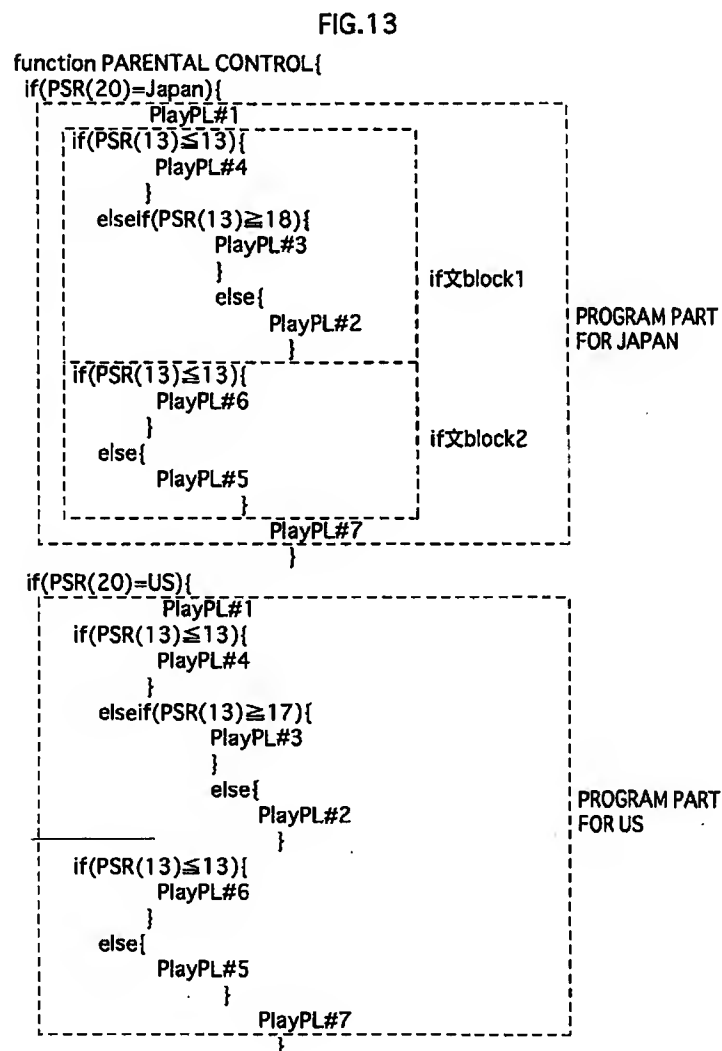 FIG.13
function PARENTAL CONTROL{
if(PSR(20)=Japan){
PlayPL#1
if(PSR(13)≦13){
PlayPL#4
}
elseif(PSR(13)≧18){
PlayPL#3
}
else{
PlayPL#2
}
if文block1
PROGRAM PART
FOR JAPAN
if(PSR(13)≦13){
PlayPL#6
}
else{
PlayPL#5
}
if文block2
PlayPL#7
}
if(PSR(20)=US){
PlayPL#1
if(PSR(13)≦13){
PlayPL#4
}
elseif(PSR(13)≧17){
PlayPL#3
}
else{
PlayPL#2
}
PROGRAM PART
FOR US
if(PSR(13)≦13){
PlayPL#6
}
else{
PlayPL#5
}
PlayPL#7
}